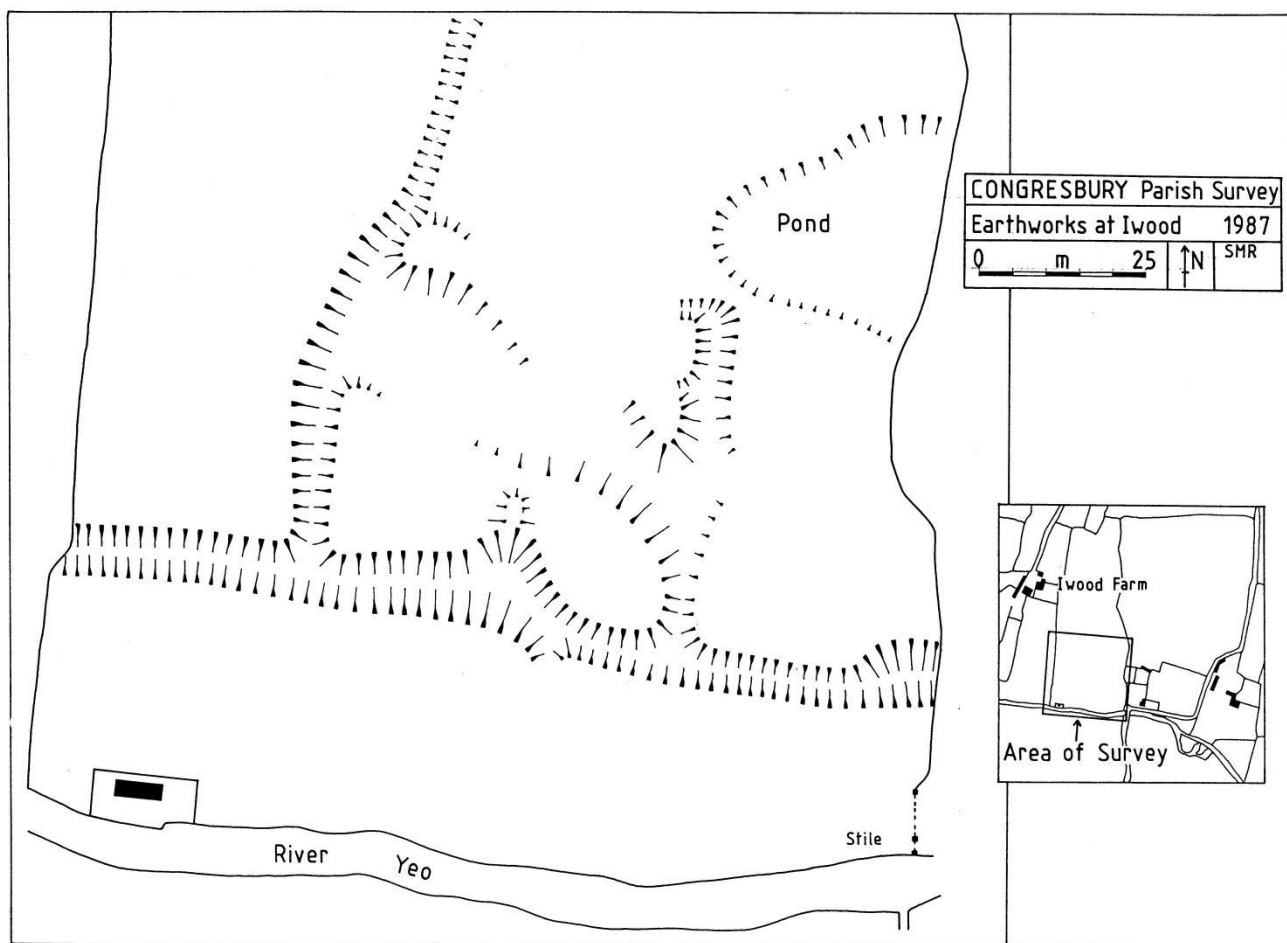 Pond
CONGRESBURY Parish Survey
Earthworks at Iwood 1987
0 m 25
N
SMR
Iwood Farm
Area of Survey
Stile
River Yeo